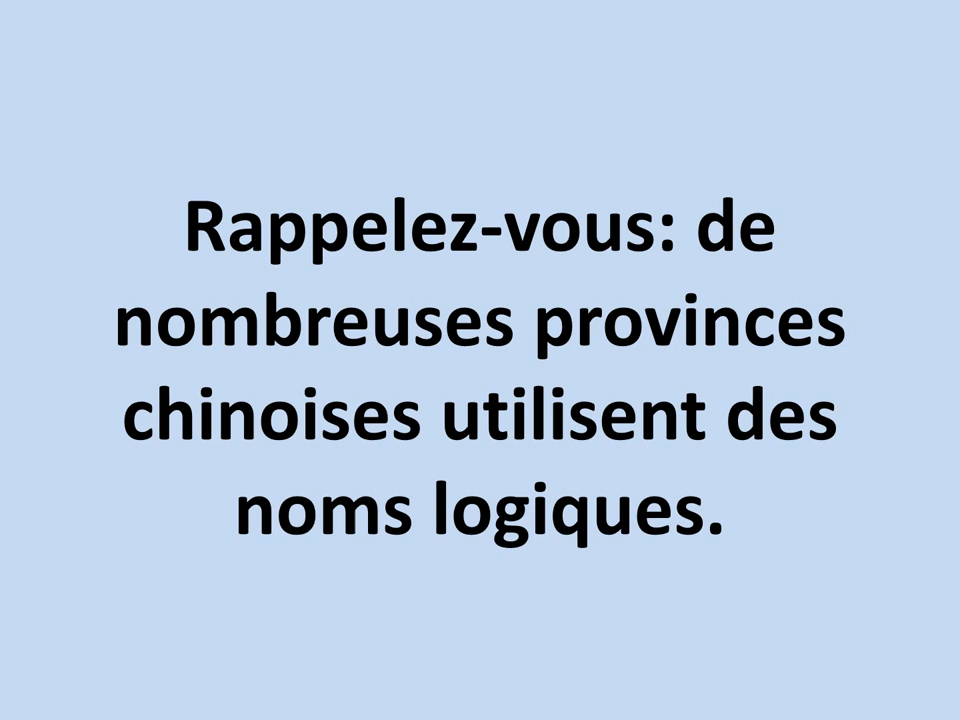 Rappelez-vous: de
nombreuses provinces
chinoises utilisent des
noms logiques.